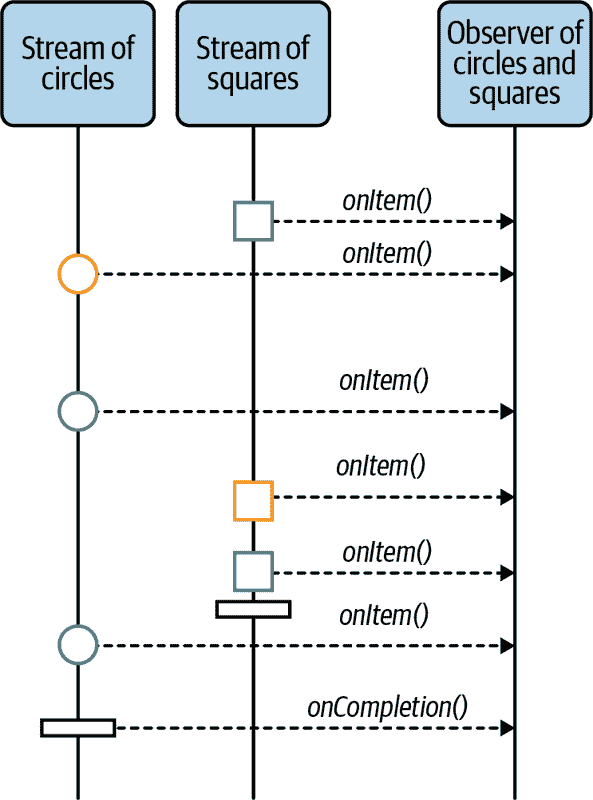 Stream of
circles
Stream of
squares
Observer of
circles and
squares
onItem()
onItem()
onItem()
onItem()
onItem()
onItem()
onCompletion()